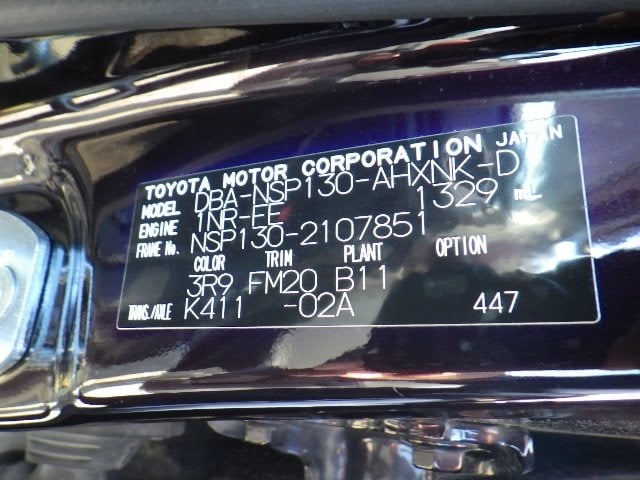 TOYOTA MOTOR CORPORATION JAPAN
MODEL DBA-NSP130-AHXNK-D
ENGINE 1NR-FE 1329 mL
FRAME No. NSP130-2107851
COLOR TRIM PLANT OPTION
3R9 FM20 B11
TRANS./AXLE K411 -02A 447